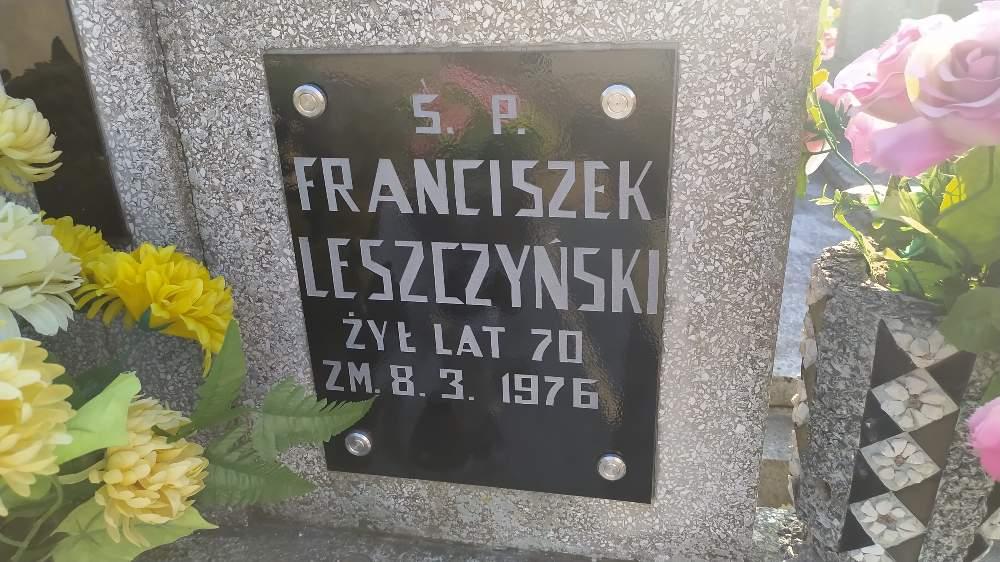 Ś. P.
FRANCISZEK
LESZCZYŃSKI
ŻYŁ LAT 70
ZM. 8. 3. 1976